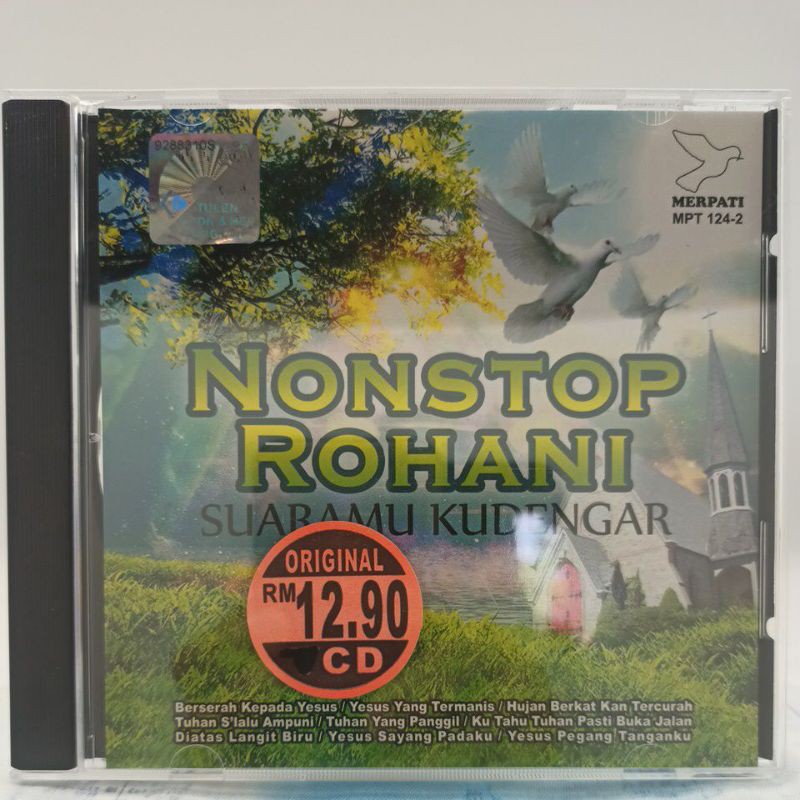 9288310S
TULEN
MERPATI
MPT 124-2
NONSTOP
ROHANI
SUARAMU KUDENGAR
ORIGINAL
RM 12.90
CD
Berserah Kepada Yesus / Yesus Yang Termanis / Hujan Berkat Kan Tercurah
Tuhan S'lalu Ampuni / Tuhan Yang Panggil / Ku Tahu Tuhan Pasti Buka Jalan
Diatas Langit Biru / Yesus Sayang Padaku / Yesus Pegang Tanganku